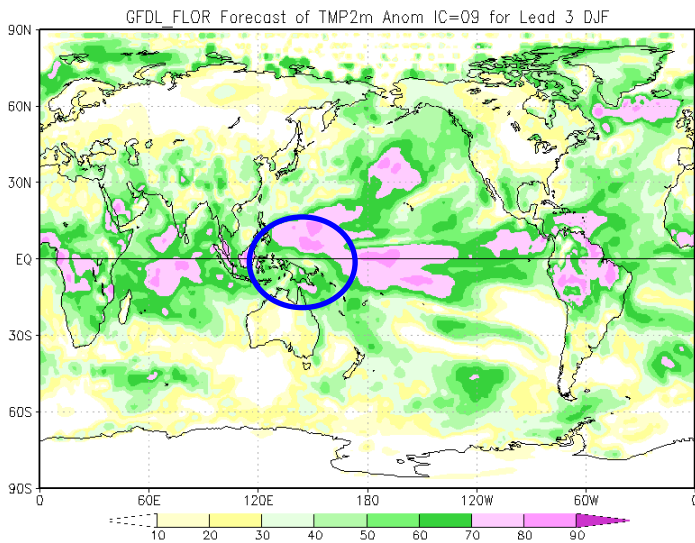 GFDL_FLOR Forecast of TMP2m Anom IC=09 for Lead 3 DJF
90N
60N
30N
EQ
30S
60S
90S
0 60E 120E 180 120W 60W 0
10 20 30 40 50 60 70 80 90